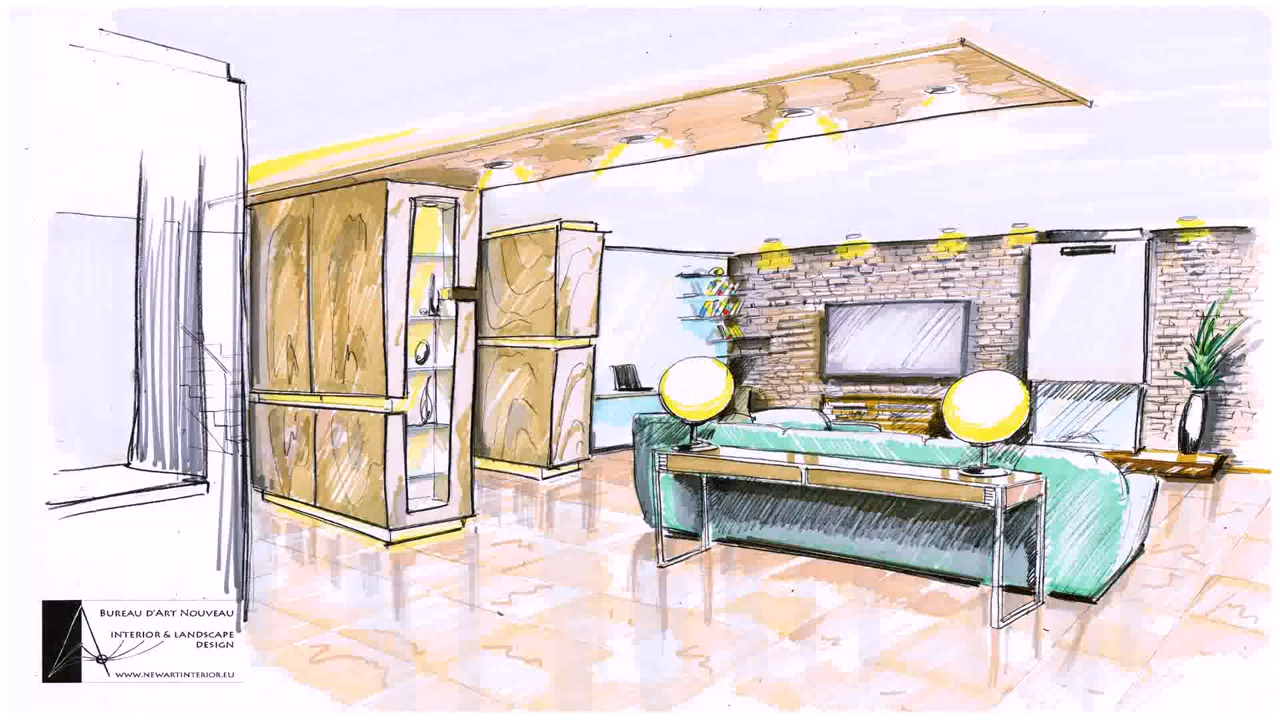 BUREAU D'ART NOUVEAU
INTERIOR & LANDSCAPE
DESIGN
WWW.NEWARTINTERIOR.EU